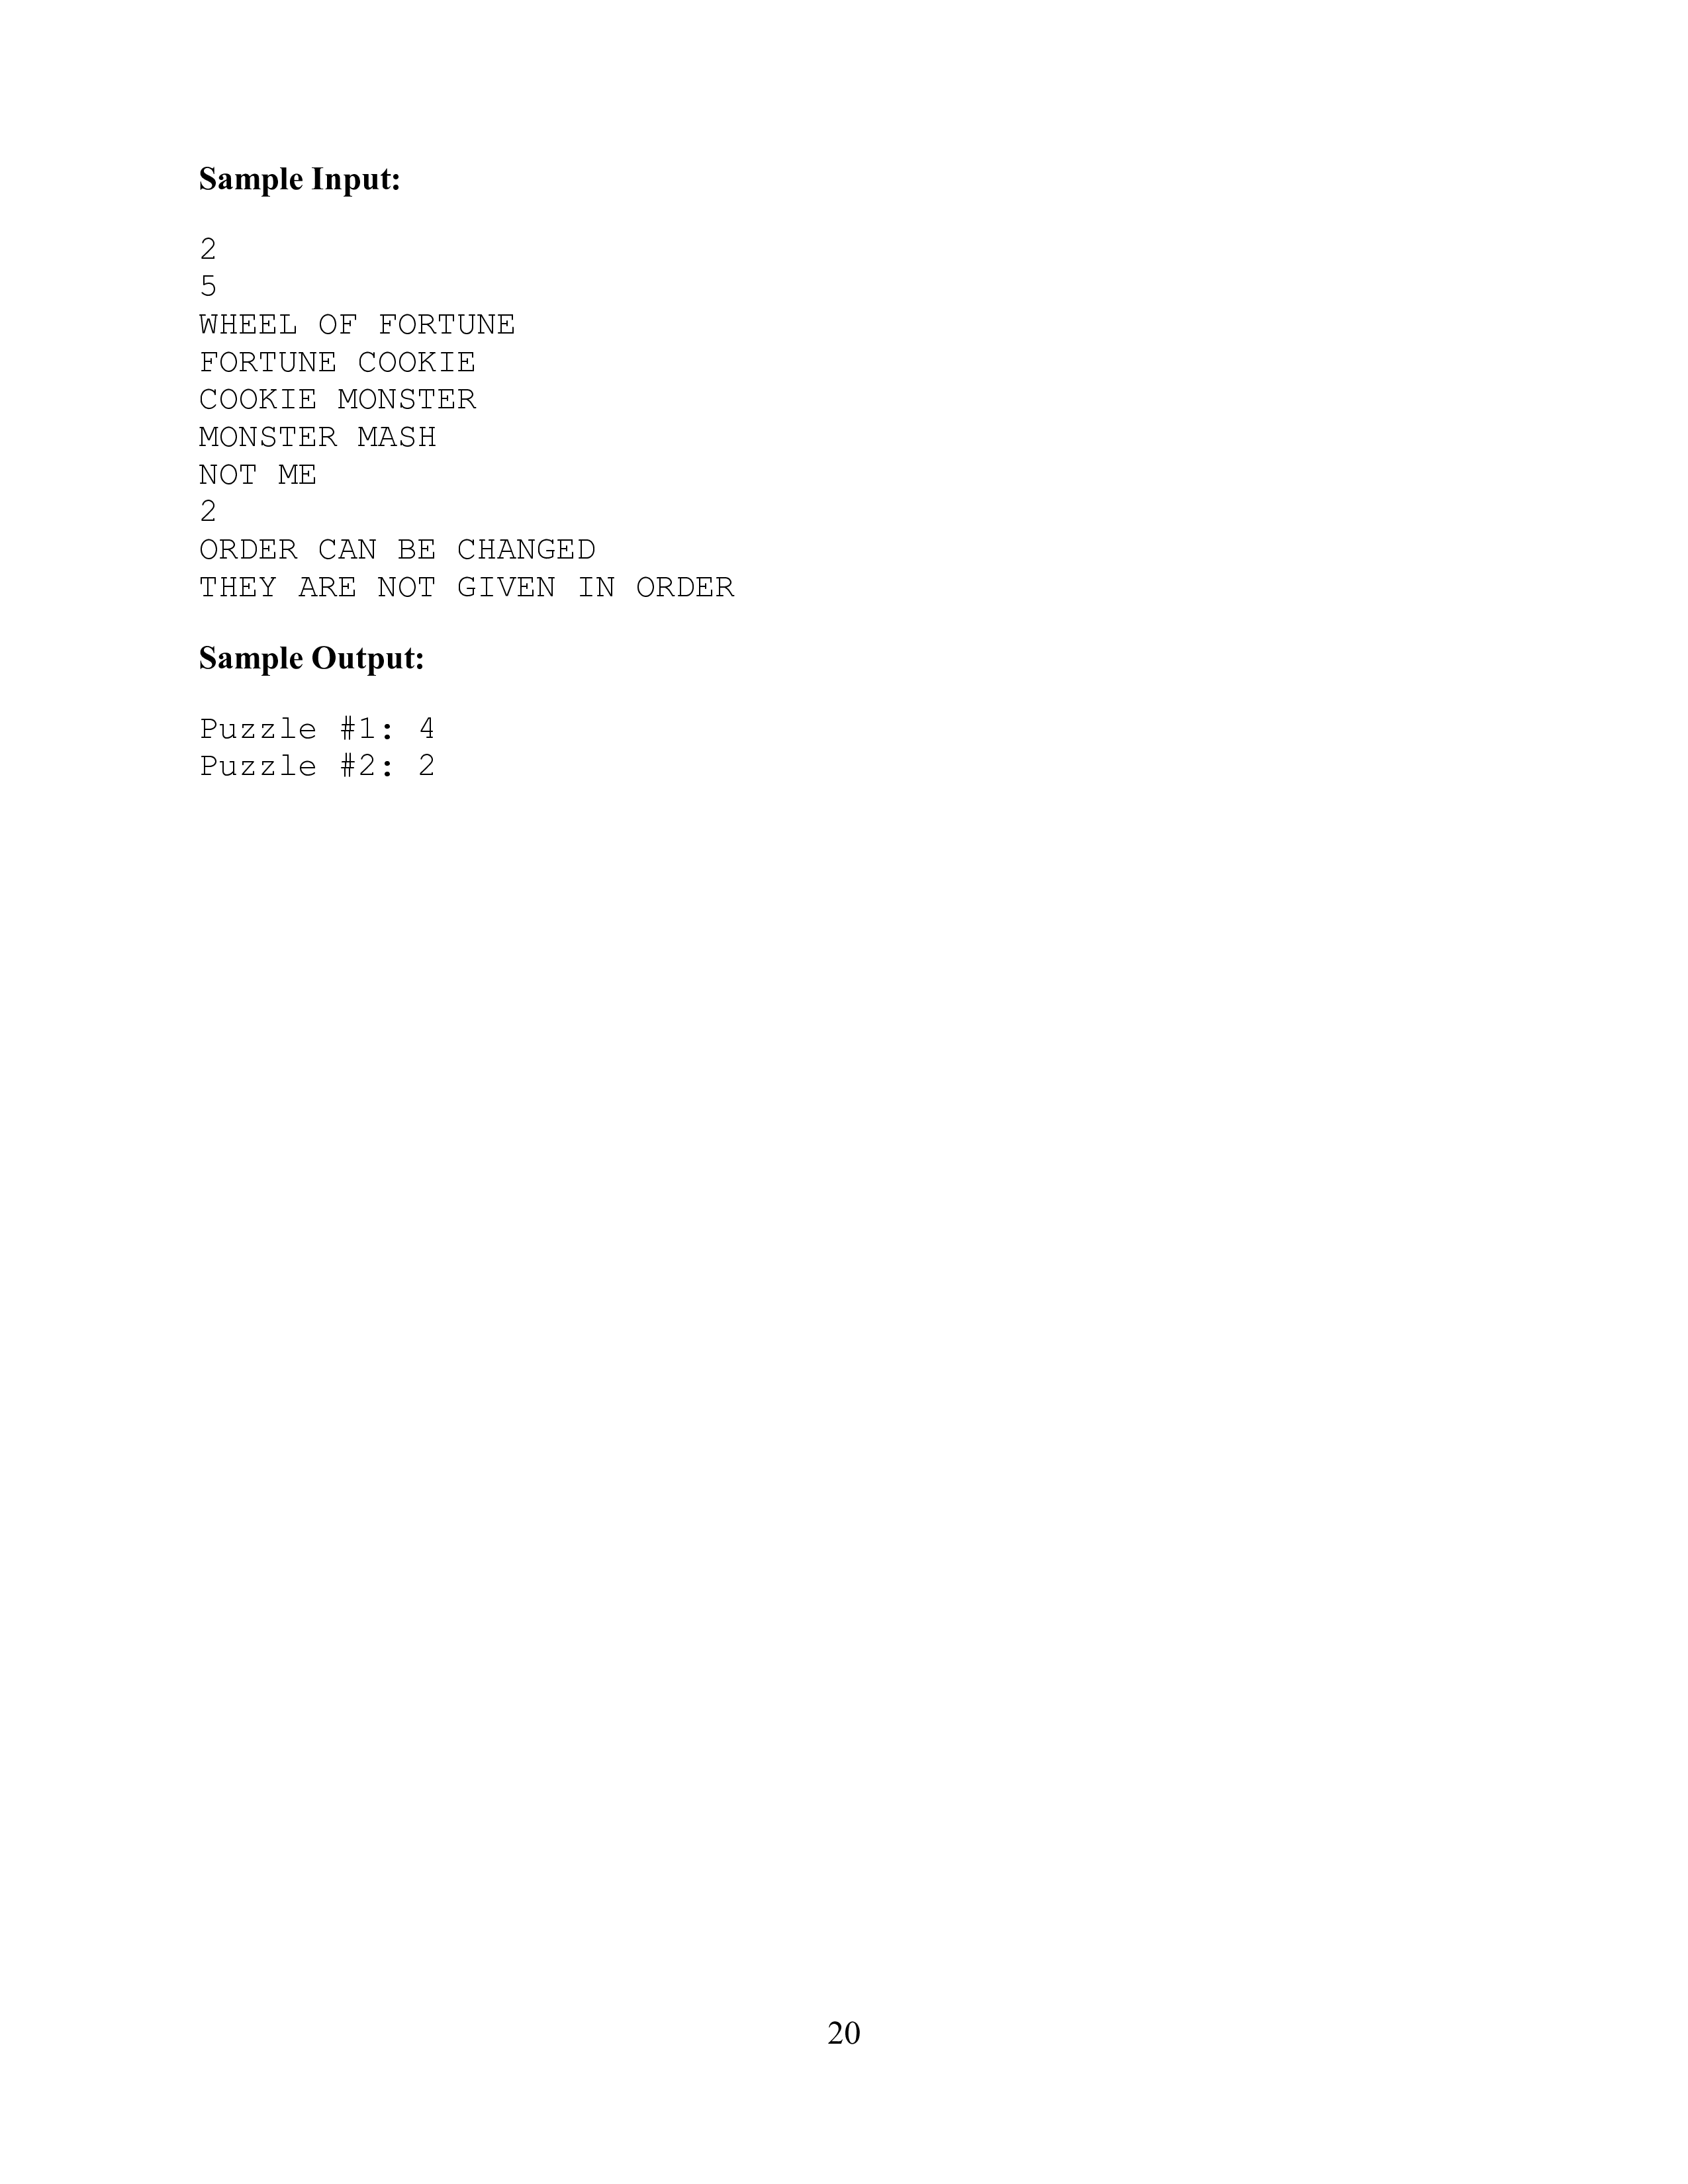 Sample Input:
2
5
WHEEL OF FORTUNE
FORTUNE COOKIE
COOKIE MONSTER
MONSTER MASH
NOT ME
2
ORDER CAN BE CHANGED
THEY ARE NOT GIVEN IN ORDER
Sample Output:
Puzzle #1: 4
Puzzle #2: 2
20